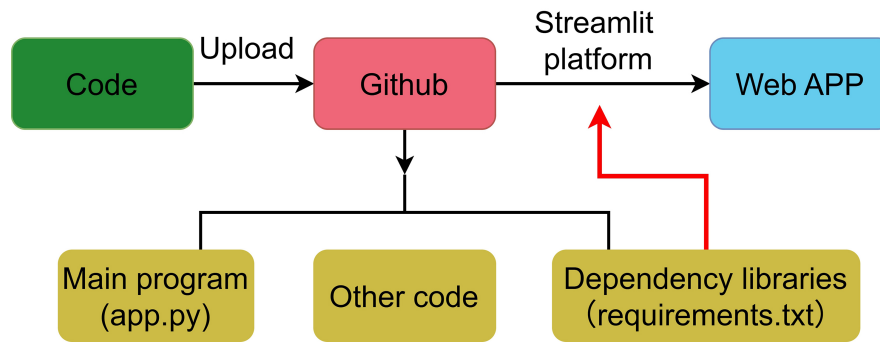 Code
Upload
Github
Streamlit
platform
Web APP
Main program
(app.py)
Other code
Dependency libraries
（requirements.txt）